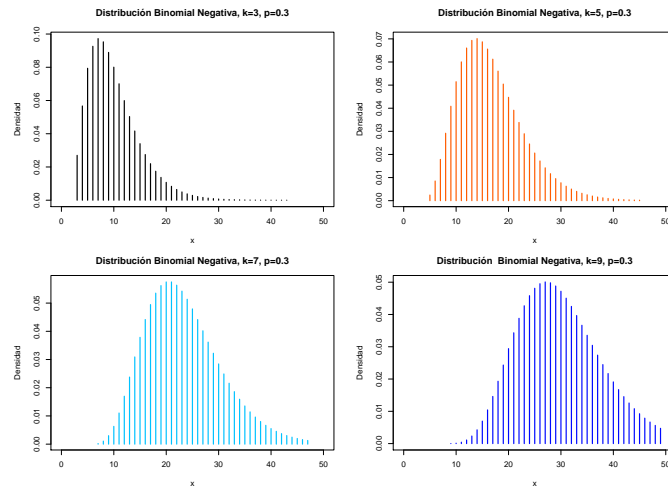 Distribución Binomial Negativa, k=3, p=0.3
Densidad
0.00 0.02 0.04 0.06 0.08 0.10
0 10 20 30 40 50
x
Distribución Binomial Negativa, k=5, p=0.3
Densidad
0.00 0.01 0.02 0.03 0.04 0.05 0.06 0.07
0 10 20 30 40 50
x
Distribución Binomial Negativa, k=7, p=0.3
Densidad
0.00 0.01 0.02 0.03 0.04 0.05
0 10 20 30 40 50
x
Distribución Binomial Negativa, k=9, p=0.3
Densidad
0.00 0.01 0.02 0.03 0.04 0.05
0 10 20 30 40 50
x